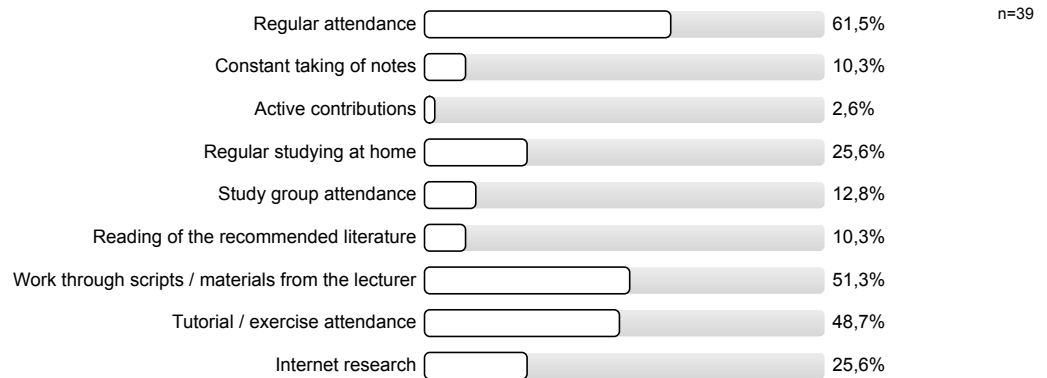 Regular attendance 61,5% n=39
Constant taking of notes 10,3%
Active contributions 2,6%
Regular studying at home 25,6%
Study group attendance 12,8%
Reading of the recommended literature 10,3%
Work through scripts / materials from the lecturer 51,3%
Tutorial / exercise attendance 48,7%
Internet research 25,6%